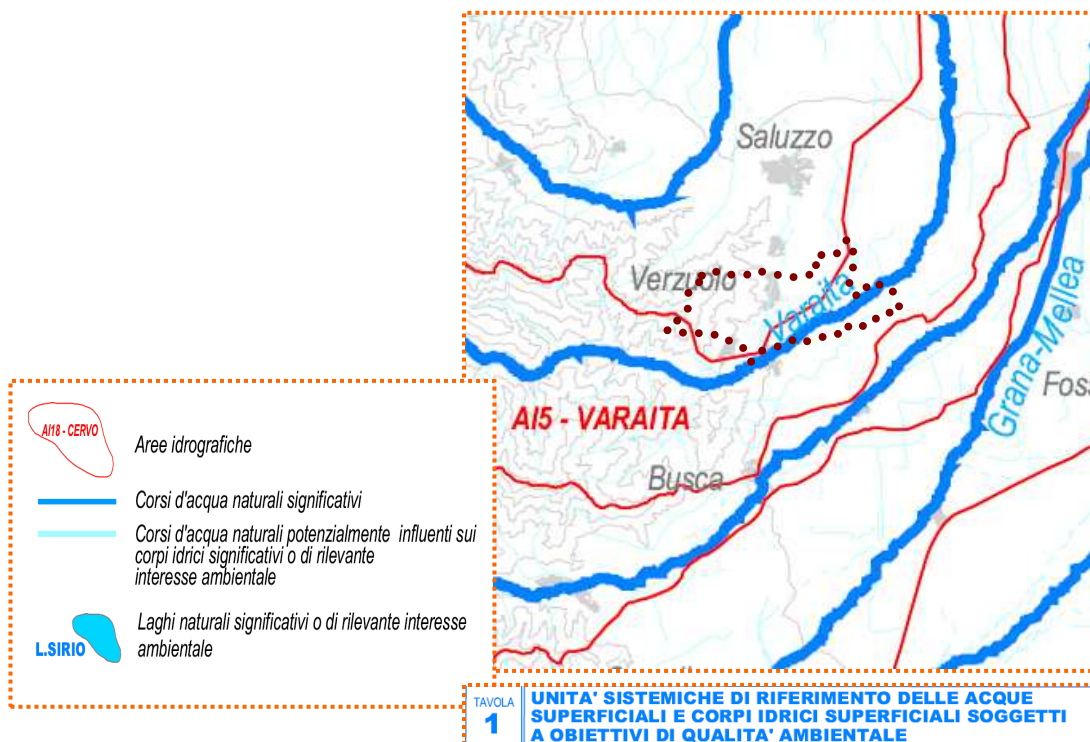 Saluzzo
Verzuolo
Varaita
Grana-Mellea
Foss
AI5 - VARAITA
Busca
AI18 - CERVO
Aree idrografiche
Corsi d'acqua naturali significativi
Corsi d'acqua naturali potenzialmente influenti sui
corpi idrici significativi o di rilevante
interesse ambientale
L.SIRIO
Laghi naturali significativi o di rilevante interesse
ambientale
TAVOLA
1
UNITA' SISTEMICHE DI RIFERIMENTO DELLE ACQUE
SUPERFICIALI E CORPI IDRICI SUPERFICIALI SOGGETTI
A OBIETTIVI DI QUALITA' AMBIENTALE